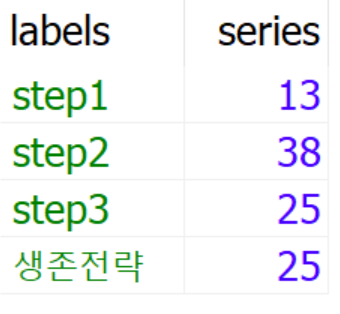 labels series
step1 13
step2 38
step3 25
생존전략 25